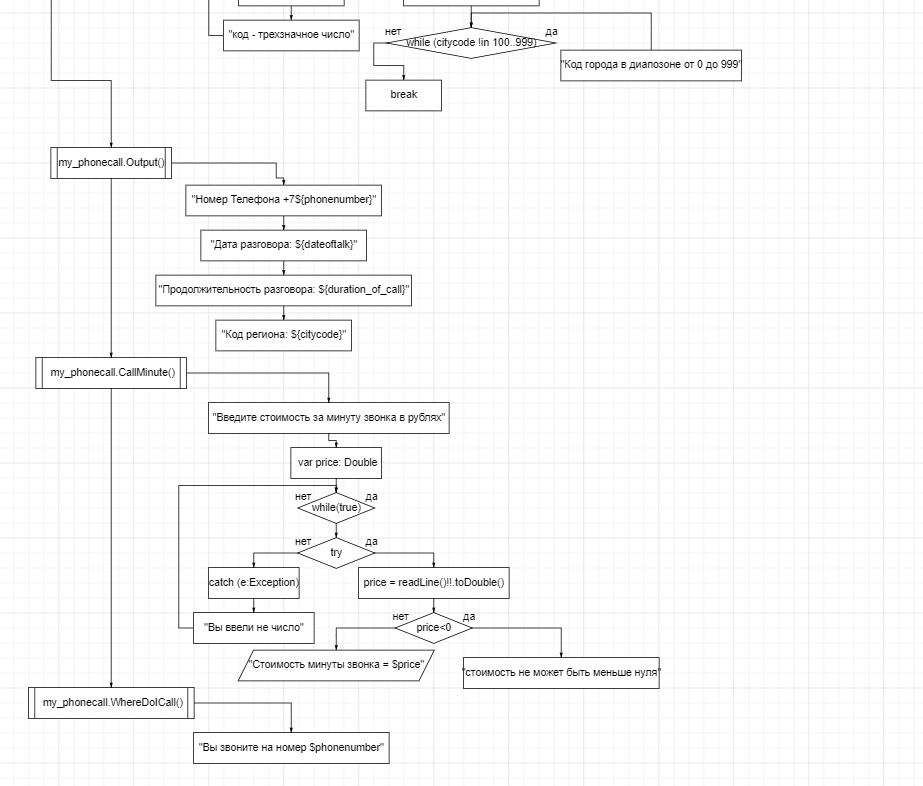 "код - трехзначное число"
нет
да
while (citycode !in 100..999)
"Код города в диапозоне от 0 до 999"
break
my_phonecall.Output()
"Номер Телефона +7${phonenumber}"
"Дата разговора: ${dateoftalk}"
"Продолжительность разговора: ${duration_of_call}"
"Код региона: ${citycode}"
my_phonecall.CallMinute()
"Введите стоимость за минуту звонка в рублях"
var price: Double
нет
да
while(true)
нет
да
try
catch (e:Exception)
price = readLine()!!.toDouble()
нет
да
"Вы ввели не число"
price<0
"Стоимость минуты звонка = $price"
"стоимость не может быть меньше нуля"
my_phonecall.WhereDoICall()
"Вы звоните на номер $phonenumber"